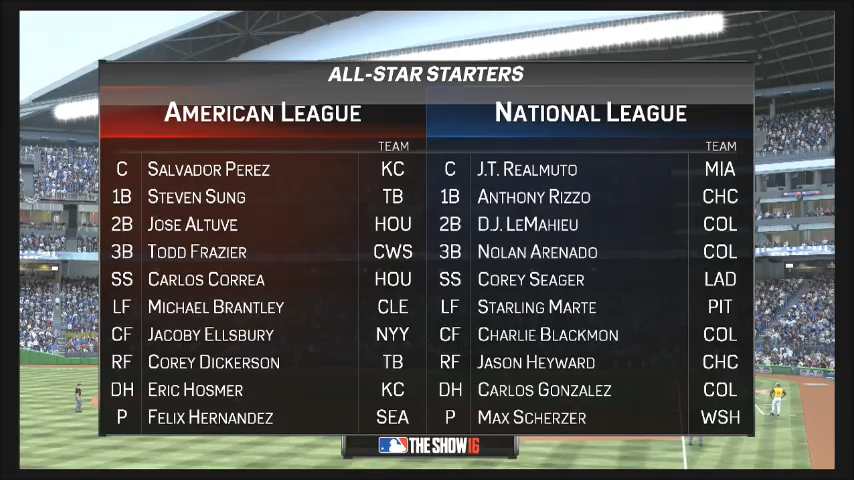 ALL-STAR STARTERS
AMERICAN LEAGUE NATIONAL LEAGUE
TEAM TEAM
C SALVADOR PEREZ KC C J.T. REALMUTO MIA
1B STEVEN SUNG TB 1B ANTHONY RIZZO CHC
2B JOSE ALTUVE HOU 2B D.J. LEMAHIEU COL
3B TODD FRAZIER CWS 3B NOLAN ARENADO COL
SS CARLOS CORREA HOU SS COREY SEAGER LAD
LF MICHAEL BRANTLEY CLE LF STARLING MARTE PIT
CF JACOBY ELLSBURY NYY CF CHARLIE BLACKMON COL
RF COREY DICKERSON TB RF JASON HEYWARD CHC
DH ERIC HOSMER KC DH CARLOS GONZALEZ COL
P FELIX HERNANDEZ SEA P MAX SCHERZER WSH
THE SHOW 16